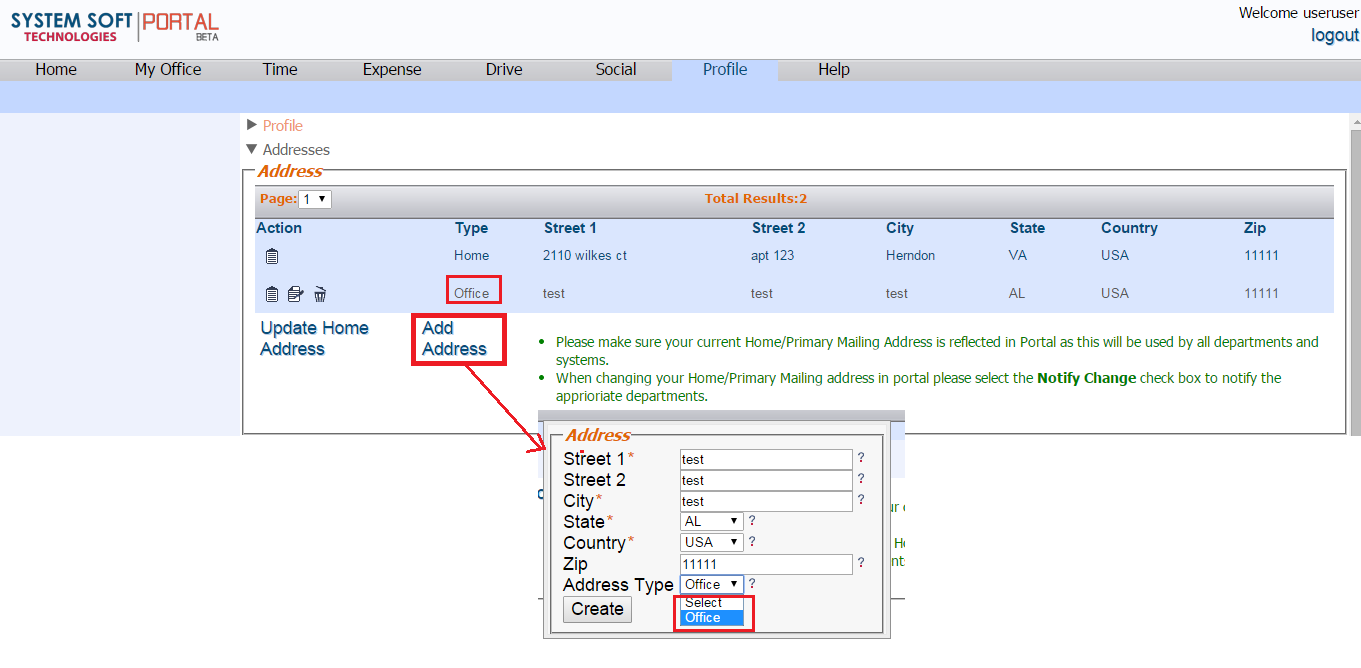 SYSTEM SOFT PORTAL
TECHNOLOGIES BETA
Welcome useruser
logout
Home My Office Time Expense Drive Social Profile Help
Profile
Addresses
Address
Page: 1 Total Results:2
Action Type Street 1 Street 2 City State Country Zip
Home 2110 wilkes ct apt 123 Herndon VA USA 11111
Office test test test AL USA 11111
Update Home
Address
Add
Address
Please make sure your current Home/Primary Mailing Address is reflected in Portal as this will be used by all departments and
systems.
When changing your Home/Primary Mailing address in portal please select the Notify Change check box to notify the
apprioriate departments.
Address
Street 1* test ?
Street 2 test ?
City* test ?
State* AL ?
Country* USA ?
Zip 11111 ?
Address Type Office ?
Select
Office
Create